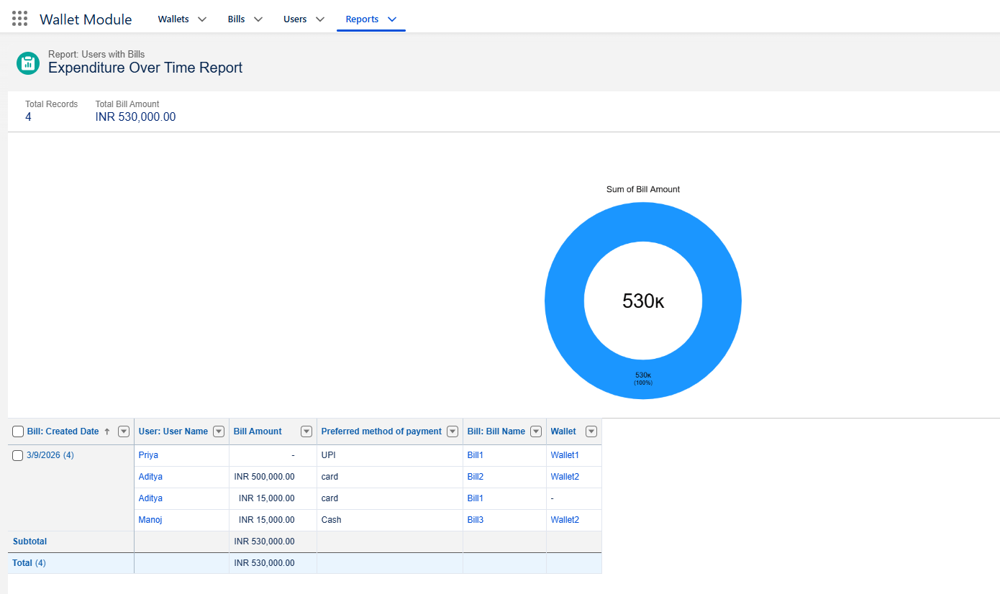 Wallet Module Wallets Bills Users Reports
Report: Users with Bills
Expenditure Over Time Report
Total Records Total Bill Amount
4 INR 530,000.00
Sum of Bill Amount
530K
530K
(100%)
Bill: Created Date ↑ User: User Name Bill Amount Preferred method of payment Bill: Bill Name Wallet
3/9/2026 (4) Priya - UPI Bill1 Wallet1
Aditya INR 500,000.00 card Bill2 Wallet2
Aditya INR 15,000.00 card Bill1 -
Manoj INR 15,000.00 Cash Bill3 Wallet2
Subtotal INR 530,000.00
Total (4) INR 530,000.00